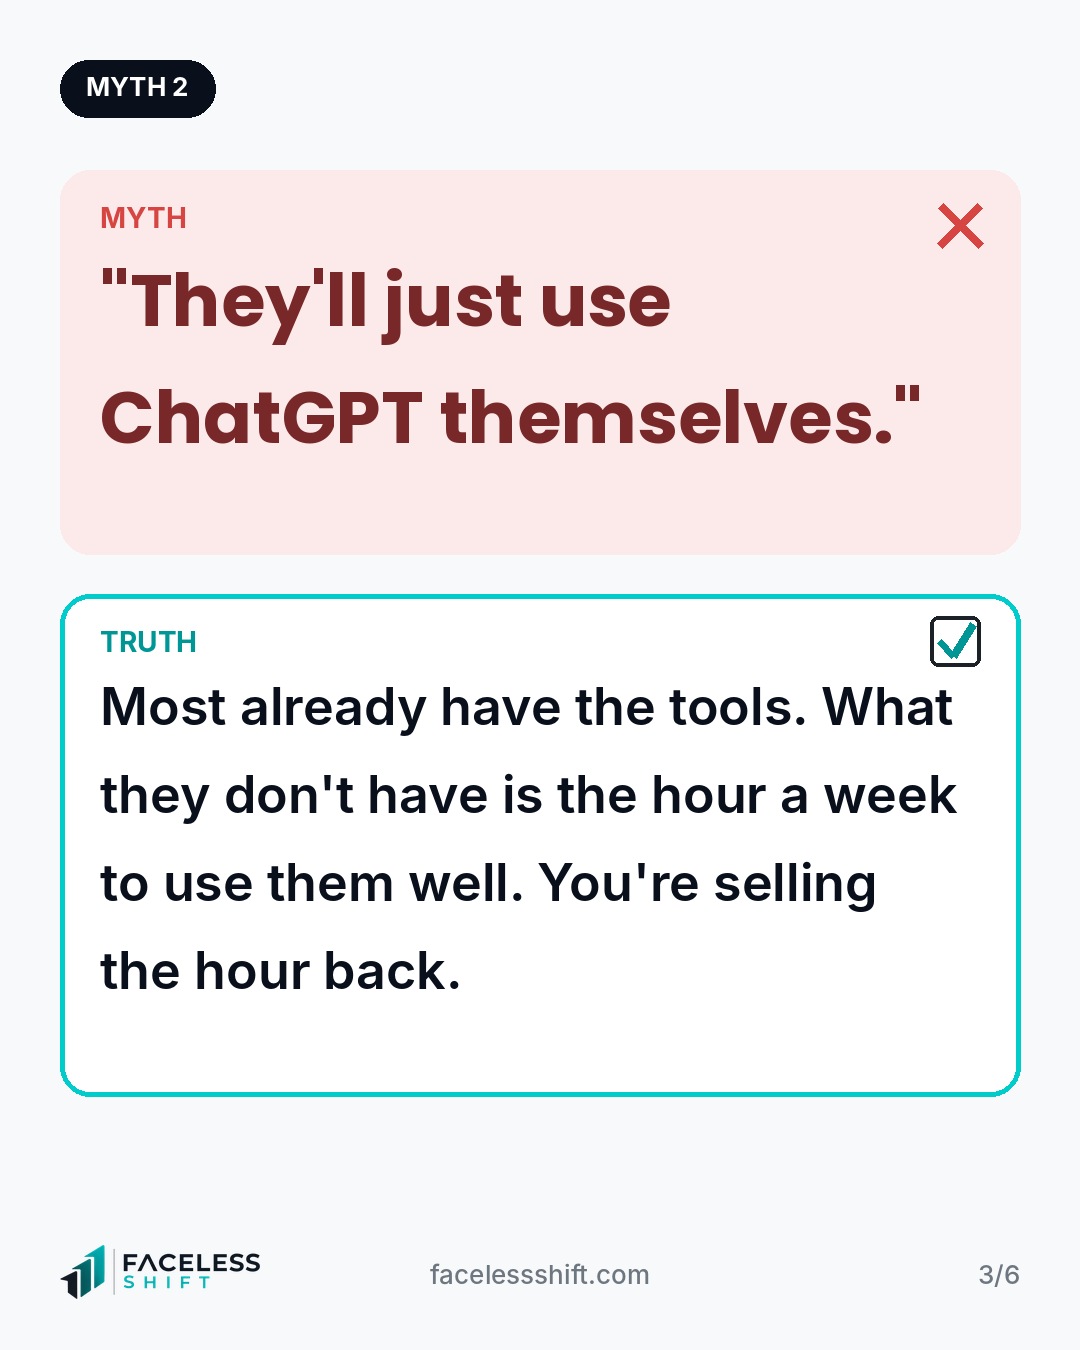 MYTH 2
MYTH
"They'll just use
ChatGPT themselves."
TRUTH
Most already have the tools. What
they don't have is the hour a week
to use them well. You're selling
the hour back.
FACELESS
SHIFT
facelessshift.com
3/6